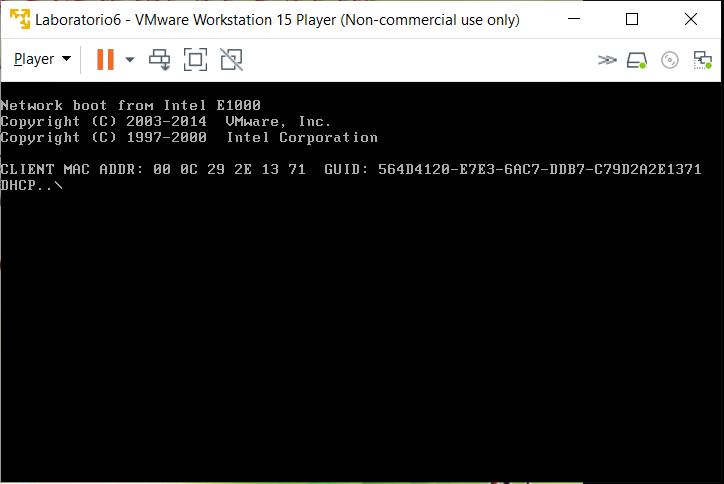 Laboratorio6 - VMware Workstation 15 Player (Non-commercial use only)
Player
Network boot from Intel E1000
Copyright (C) 2003-2014  VMware, Inc.
Copyright (C) 1997-2000  Intel Corporation
CLIENT MAC ADDR: 00 0C 29 2E 13 71  GUID: 564D4120-E7E3-6AC7-DDB7-C79D2A2E1371
DHCP..\